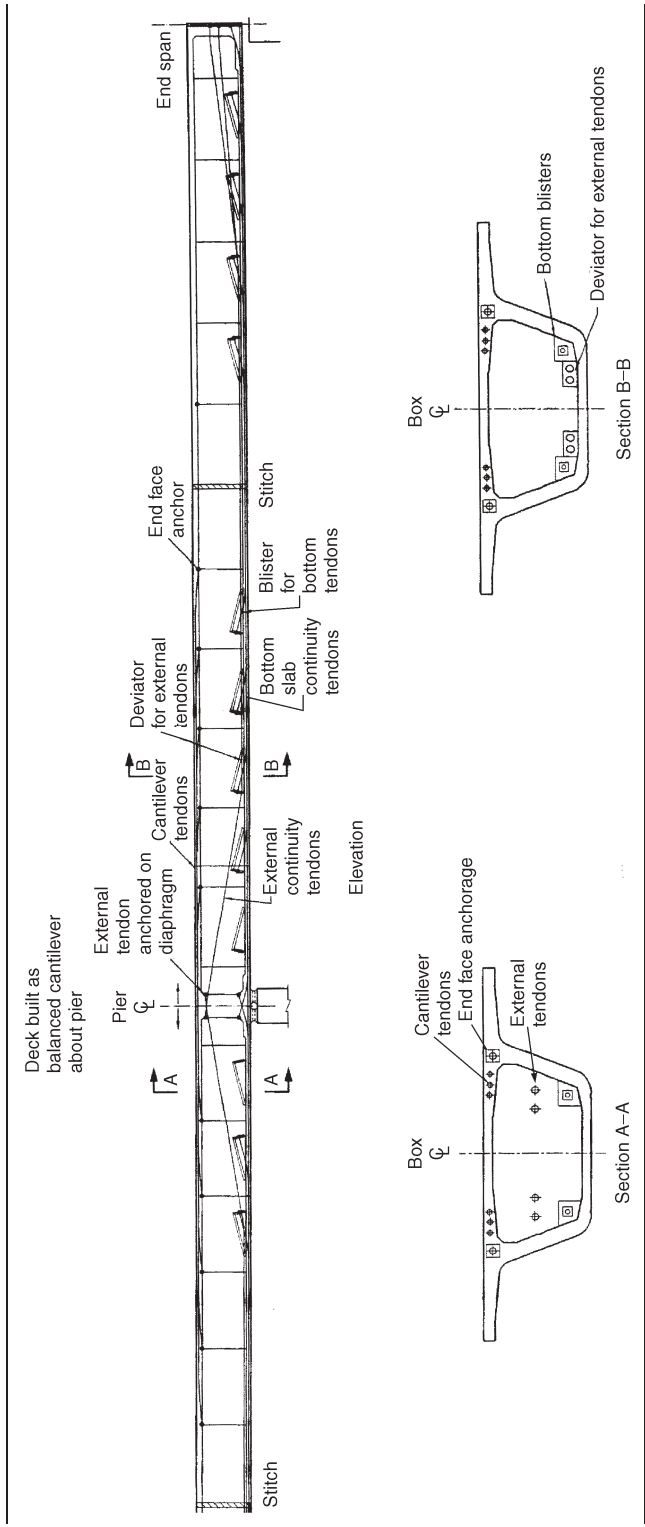 Deck built as
balanced cantilever
about pier
Pier
℄
External
tendon
anchored on
diaphragm
Cantilever
tendons
Deviator
for external
tendons
End face
anchor
End span
A
A
B
B
External
continuity
tendons
Bottom
slab
continuity
tendons
Blister
for
bottom
tendons
Stitch
Stitch
Elevation
Box
℄
Cantilever
tendons
End face anchorage
External
tendons
Section A–A
Box
℄
Bottom blisters
Deviator for external tendons
Section B–B